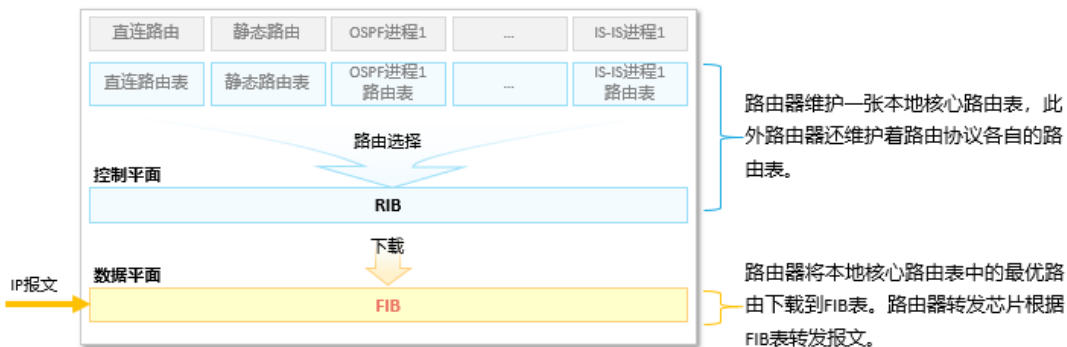 直连路由 静态路由 OSPF进程1 ... IS-IS进程1
直连路由表 静态路由表 OSPF进程1 ... IS-IS进程1
路由表 路由表
路由选择
控制平面
RIB
下载
数据平面
IP报文
FIB
路由器维护一张本地核心路由表，此
外路由器还维护着路由协议各自的路
由表。
路由器将本地核心路由表中的最优路
由下载到FIB表。路由器转发芯片根据
FIB表转发报文。